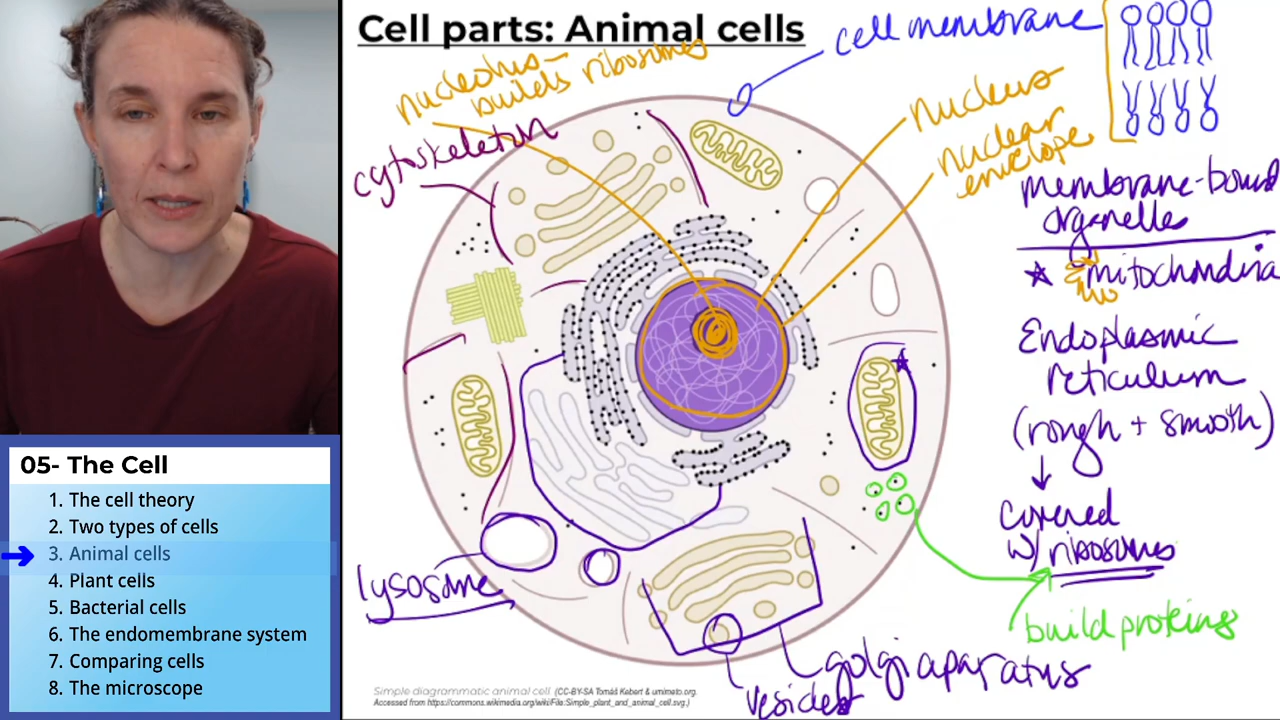 Cell parts: Animal cells
cell membrane
nucleolus-
builds ribosomes
cytoskeleton
nucleus
nuclear
envelope
membrane-bound
organelles
mitochondria
Endoplasmic
reticulum
(rough + smooth)
covered
w/ ribosomes
build proteins
lysosome
golgi aparatus
vesicles
Simple diagrammatic animal cell (CC-BY-SA Tomáš Kebert & umimeto.org.
Accessed from https://commons.wikimedia.org/wiki/File:Simple_plant_and_animal_cell.svg.)
05- The Cell
1. The cell theory
2. Two types of cells
3. Animal cells
4. Plant cells
5. Bacterial cells
6. The endomembrane system
7. Comparing cells
8. The microscope